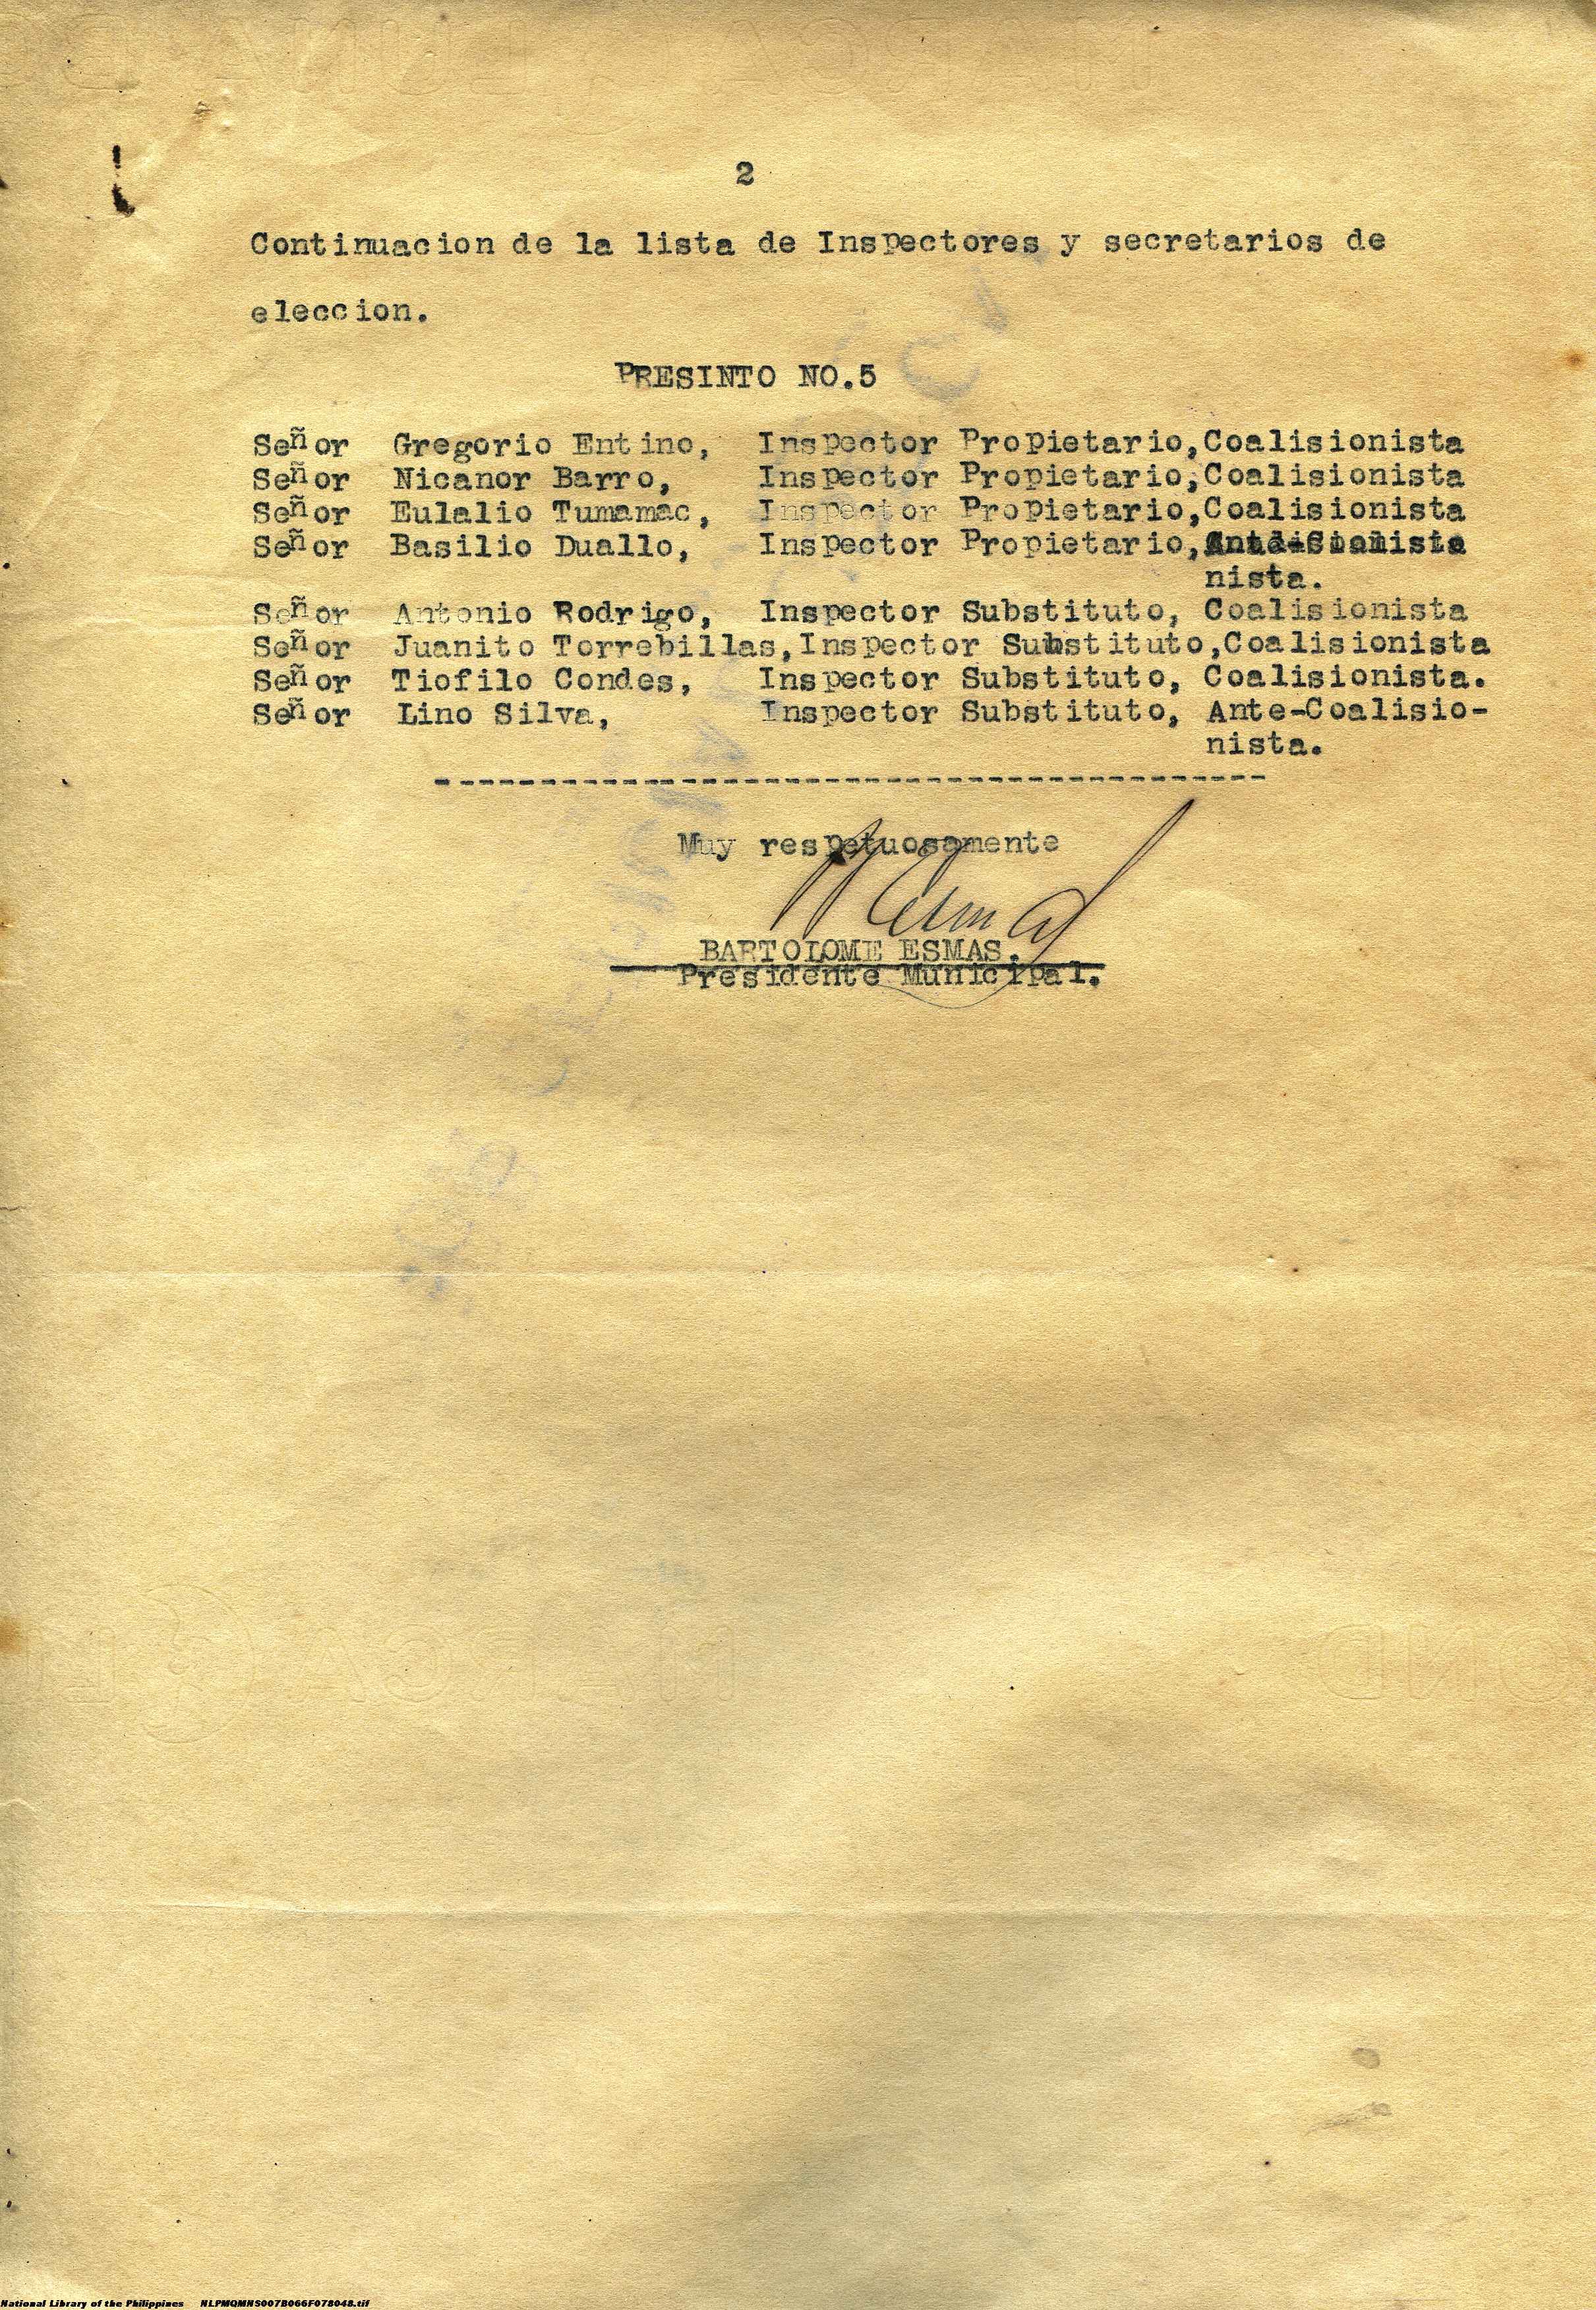 2
Continuacion de la lista de Inspectores y secretarios de
eleccion.
PRESINTO NO.5
Señor Gregorio Entino, Inspector Propietario,Coalisionista
Señor Nicanor Barro, Inspector Propietario,Coalisionista
Señor Eulalio Tumamac, Inspector Propietario,Coalisionista
Señor Basilio Duallo, Inspector Propietario,
nista.
Señor Antonio Rodrigo, Inspector Substituto, Coalisionista
Señor Juanito Torrebillas,Inspector Substituto,Coalisionista
Señor Tiofilo Condes, Inspector Substituto, Coalisionista.
Señor Lino Silva, Inspector Substituto, Ante-Coalisio-
nista.
Muy respetuosamente
BARTOLOME ESMAS.
Presidente Municipal.
National Library of the Philippines NLPMQMNS007B066F078048.tif